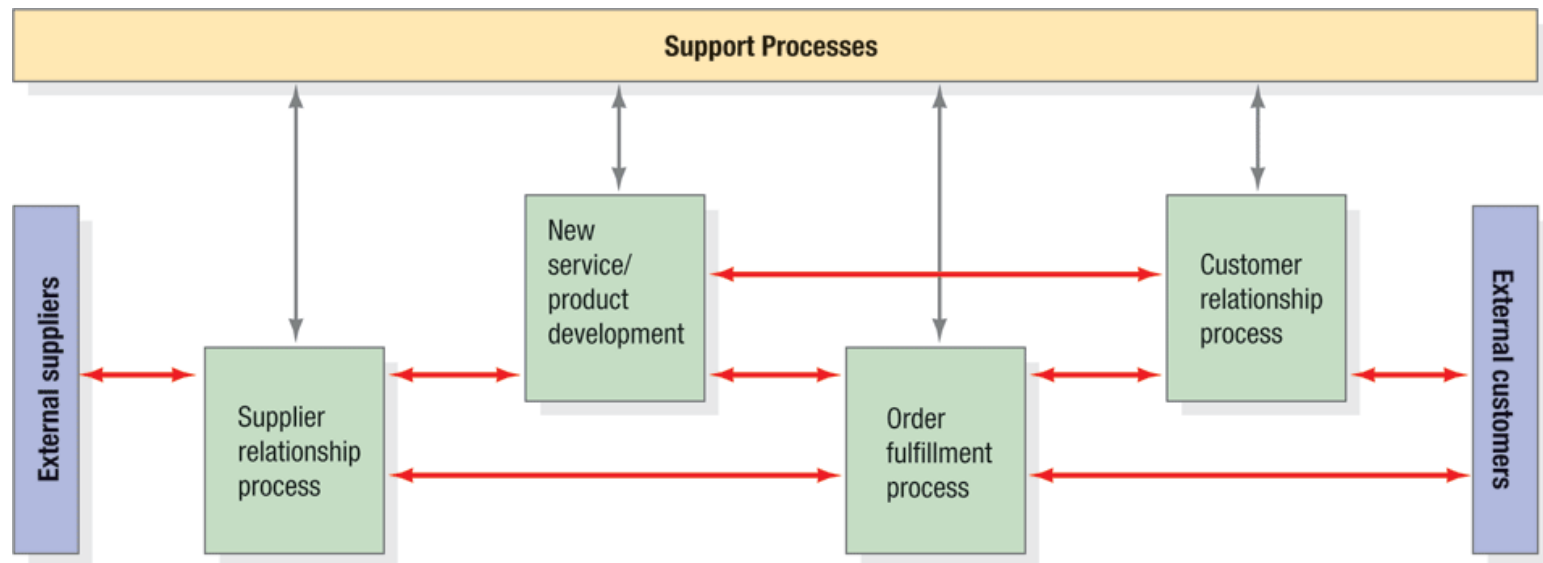 Support Processes
External suppliers
Supplier
relationship
process
New
service/
product
development
Order
fulfillment
process
Customer
relationship
process
External customers